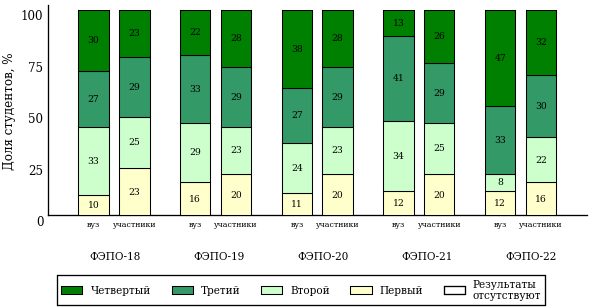 Доля студентов, %
100
75
50
25
0
30 23 22 28 38 28 13 26 47 32
27 29 33 29 27 29 41 29 33 30
33 25 29 23 24 23 34 25 8 22
10 23 16 20 11 20 12 20 12 16
вуз участники вуз участники вуз участники вуз участники вуз участники
ФЭПО-18 ФЭПО-19 ФЭПО-20 ФЭПО-21 ФЭПО-22
Четвертый Третий Второй Первый Результаты
отсутствуют